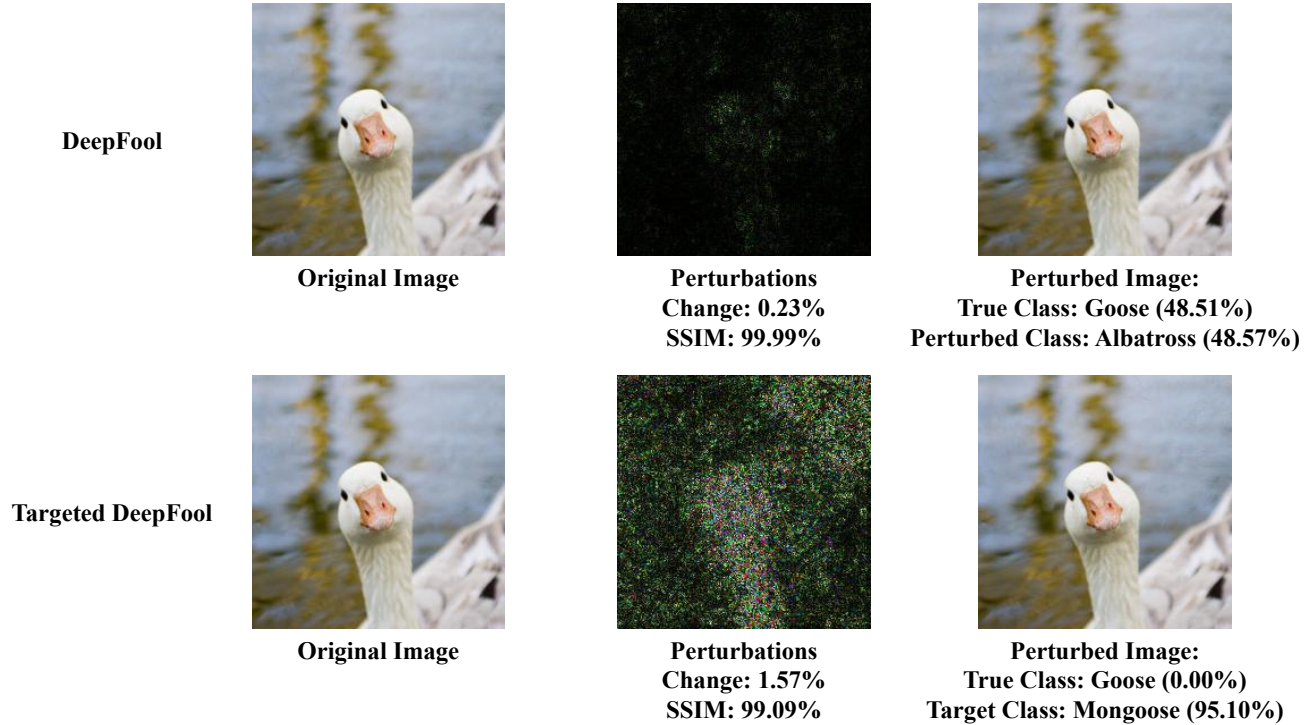 DeepFool
Original Image
Perturbations
Change: 0.23%
SSIM: 99.99%
Perturbed Image:
True Class: Goose (48.51%)
Perturbed Class: Albatross (48.57%)
Targeted DeepFool
Original Image
Perturbations
Change: 1.57%
SSIM: 99.09%
Perturbed Image:
True Class: Goose (0.00%)
Target Class: Mongoose (95.10%)